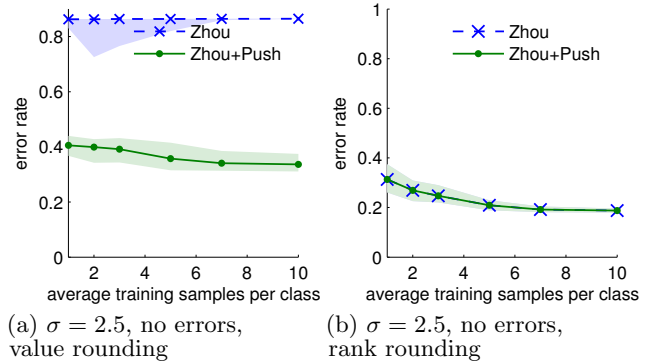 0.8
0.6
0.4
0.2
0
error rate
Zhou
Zhou+Push
2 4 6 8 10
average training samples per class
(a) σ = 2.5, no errors,
value rounding
1
0.8
0.6
0.4
0.2
0
error rate
Zhou
Zhou+Push
2 4 6 8 10
average training samples per class
(b) σ = 2.5, no errors,
rank rounding